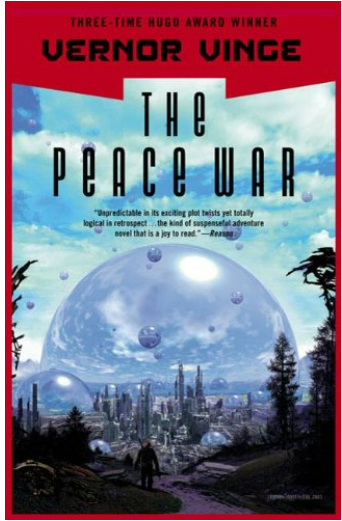 THREE-TIME HUGO AWARD WINNER
VERNOR VINGE
THE
PEACE WAR
"Unpredictable in its exciting plot twists yet totally
logical in retrospect...the kind of suspenseful adventure
novel that is a joy to read." —Reason